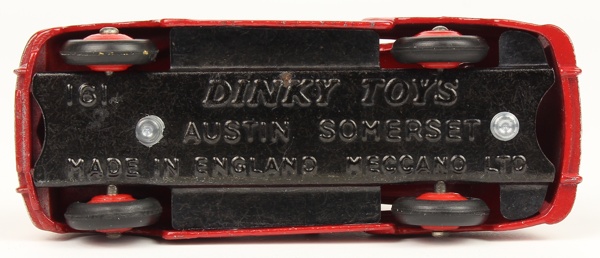 161 DINKY TOYS
AUSTIN SOMERSET
MADE IN ENGLAND MECCANO LTD